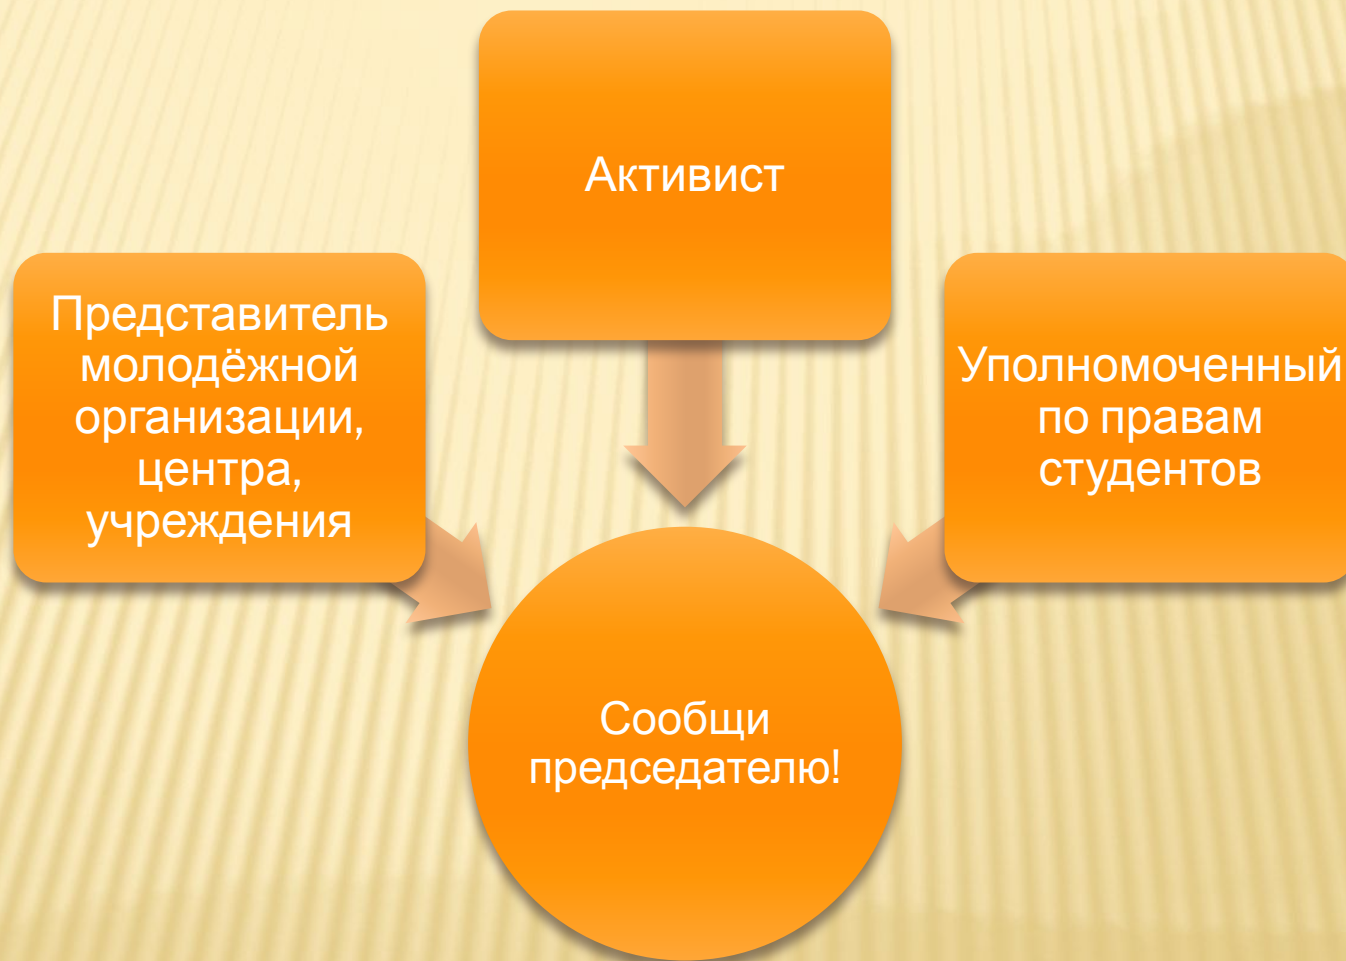 Активист
Представитель
молодёжной
организации,
центра,
учреждения
Уполномоченный
по правам
студентов
Сообщи
председателю!